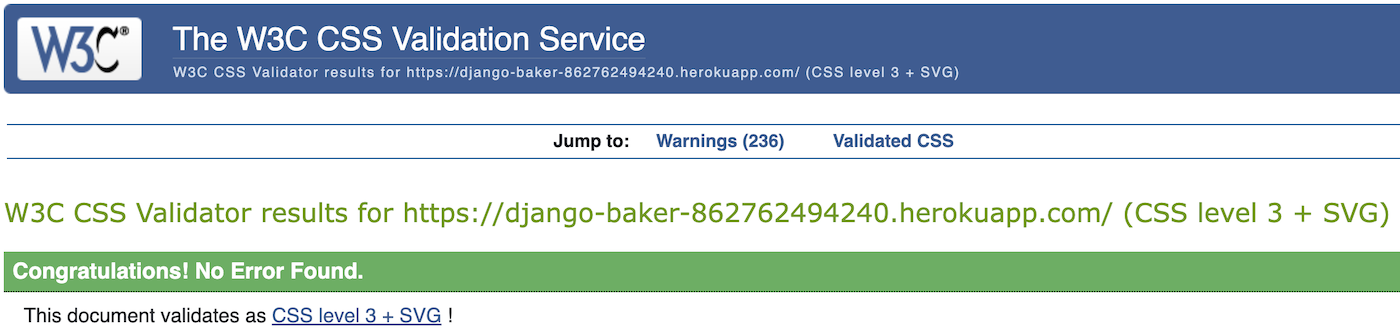 W3C®
The W3C CSS Validation Service
W3C CSS Validator results for https://django-baker-862762494240.herokuapp.com/ (CSS level 3 + SVG)
Jump to: Warnings (236) Validated CSS
W3C CSS Validator results for https://django-baker-862762494240.herokuapp.com/ (CSS level 3 + SVG)
Congratulations! No Error Found.
This document validates as CSS level 3 + SVG !